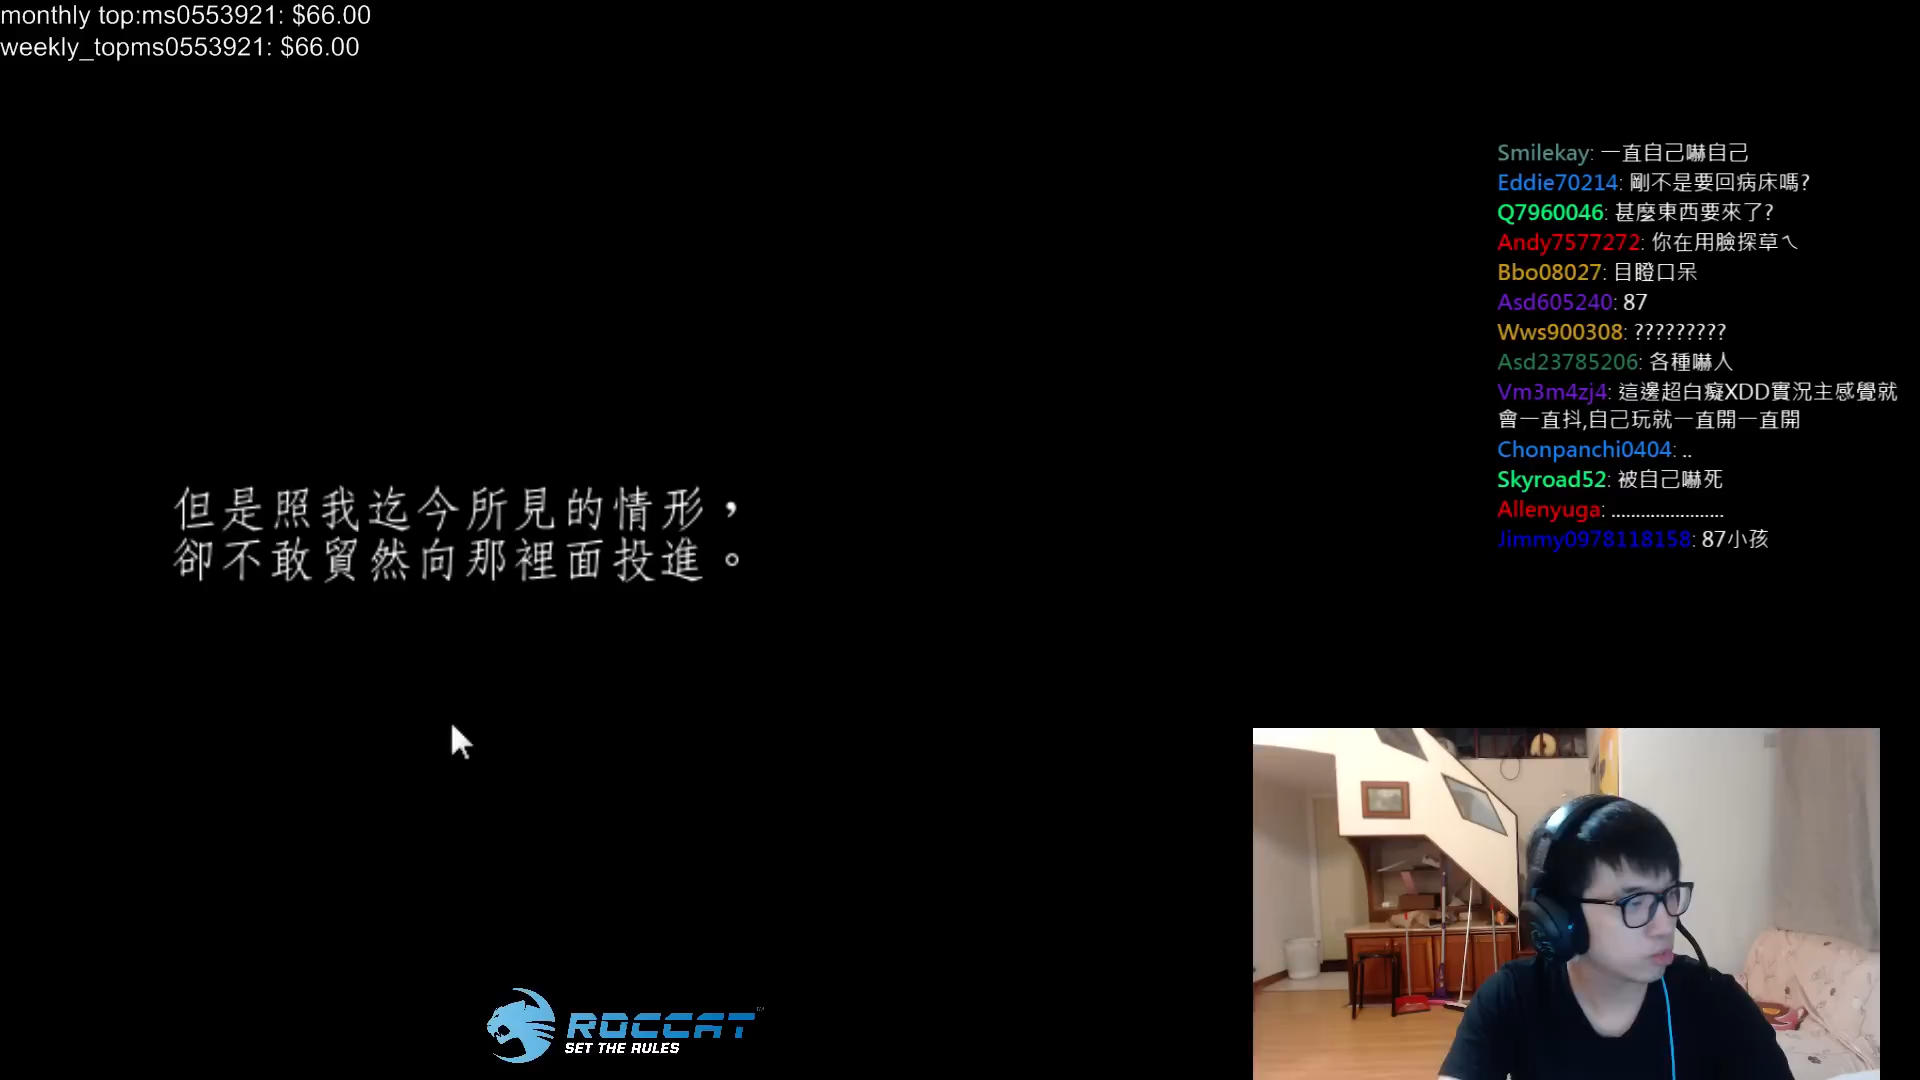 monthly top:ms0553921: $66.00
weekly_topms0553921: $66.00
Smilekay: 一直自己嚇自己
Eddie70214: 剛不是要回病床嗎?
Q7960046: 甚麼東西要來了?
Andy7577272: 你在用臉探草ㄟ
Bbo08027: 目瞪口呆
Asd605240: 87
Wws900308: ?????????
Asd23785206: 各種嚇人
Vm3m4zj4: 這邊超白癡XDD實況主感覺就
會一直抖,自己玩就一直開一直開
Chonpanchi0404: ..
Skyroad52: 被自己嚇死
Allenyuga: .......................
Jimmy0978118158: 87小孩
但是照我迄今所見的情形，
卻不敢貿然向那裡面投進。
ROCCAT™
SET THE RULES